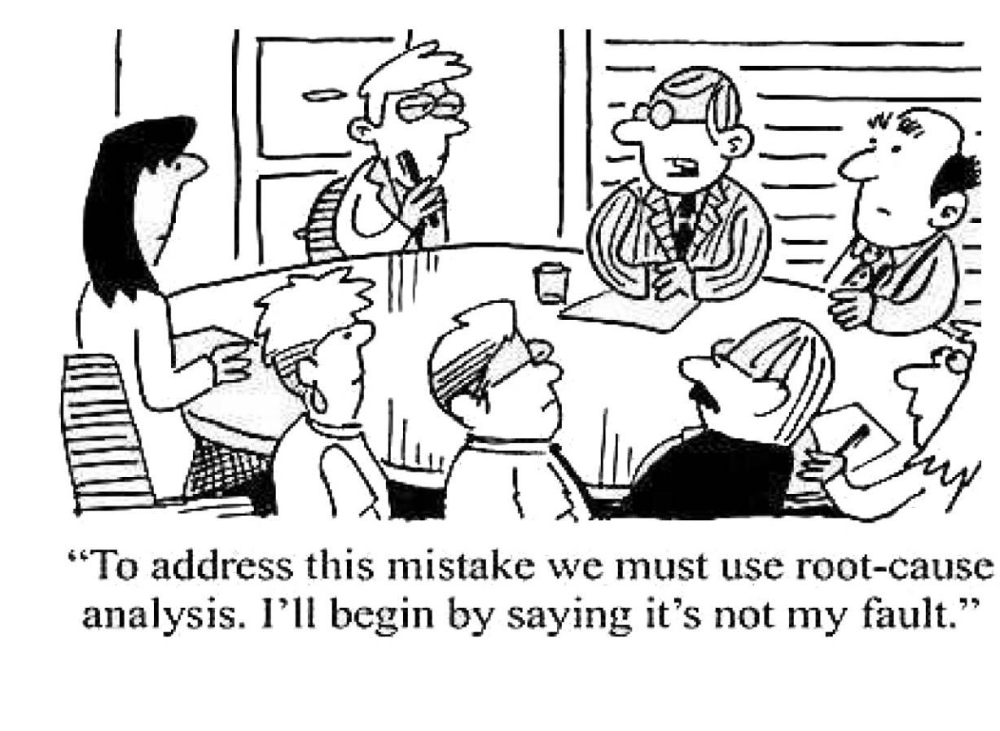 “To address this mistake we must use root-cause
analysis. I’ll begin by saying it’s not my fault.”